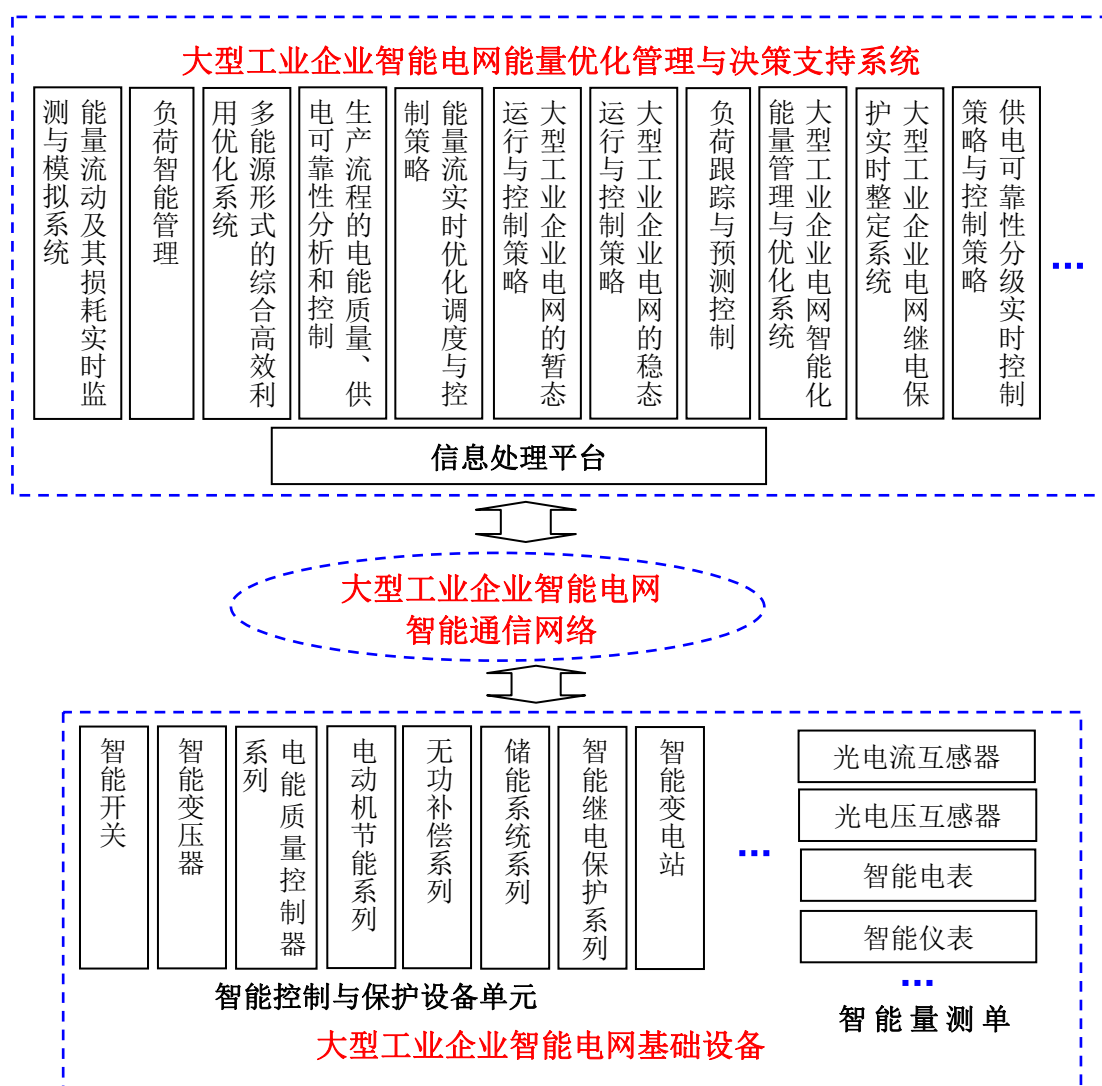 大型工业企业智能电网能量优化管理与决策支持系统
能量流动及其损耗实时监
测与模拟系统
负荷智能管理
多能源形式的综合高效利
用优化系统
生产流程的电能质量、供
电可靠性分析和控制
能量流实时优化调度与控
制策略
大型工业企业电网的暂态
运行与控制策略
大型工业企业电网的稳态
运行与控制策略
负荷跟踪与预测控制
大型工业企业电网智能化
能量管理与优化系统
大型工业企业电网继电保
护实时整定系统
供电可靠性分级实时控制
策略与控制策略
...
信息处理平台
大型工业企业智能电网
智能通信网络
智能开关
智能变压器
电能质量控制器
系列
电动机节能系列
无功补偿系列
储能系统系列
智能继电保护系列
智能变电站
...
光电流互感器
光电压互感器
智能电表
智能仪表
...
智能控制与保护设备单元
智能量测单
大型工业企业智能电网基础设备